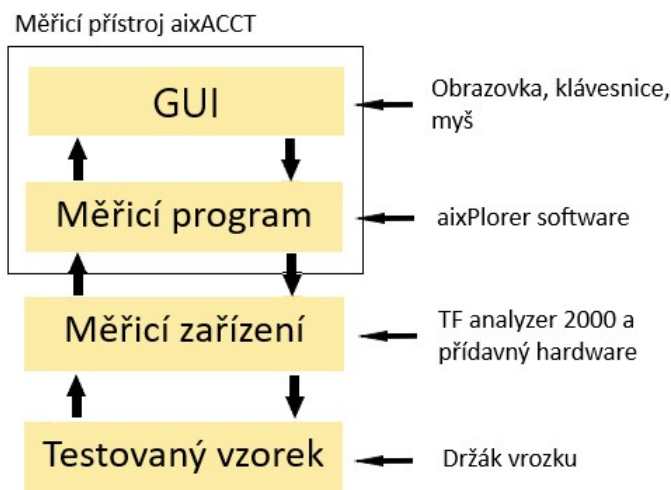 Měřicí přístroj aixACCT
GUI
Obrazovka, klávesnice,
myš
Měřicí program
aixPlorer software
Měřicí zařízení
TF analyzer 2000 a
přídavný hardware
Testovaný vzorek
Držák vrozku